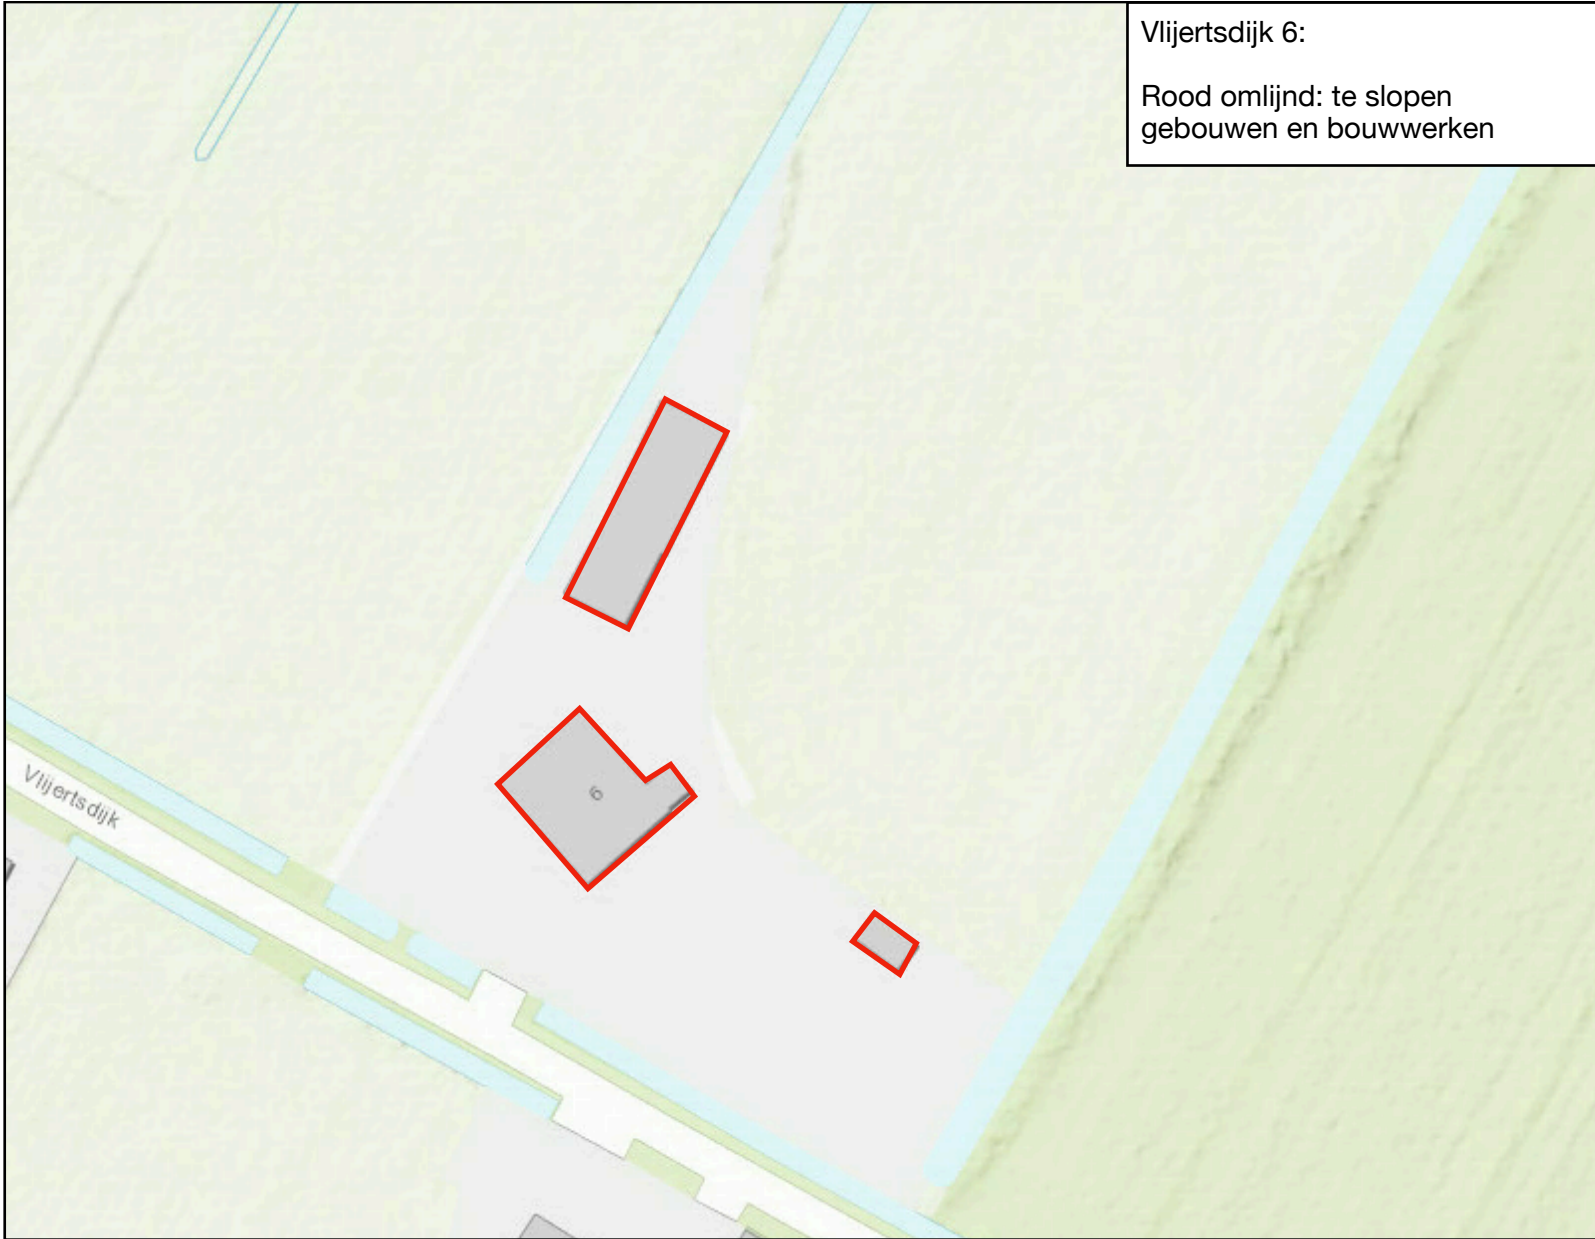 Vlijertsdijk 6:
Rood omlijnd: te slopen
gebouwen en bouwwerken
6
Vlijertsdijk